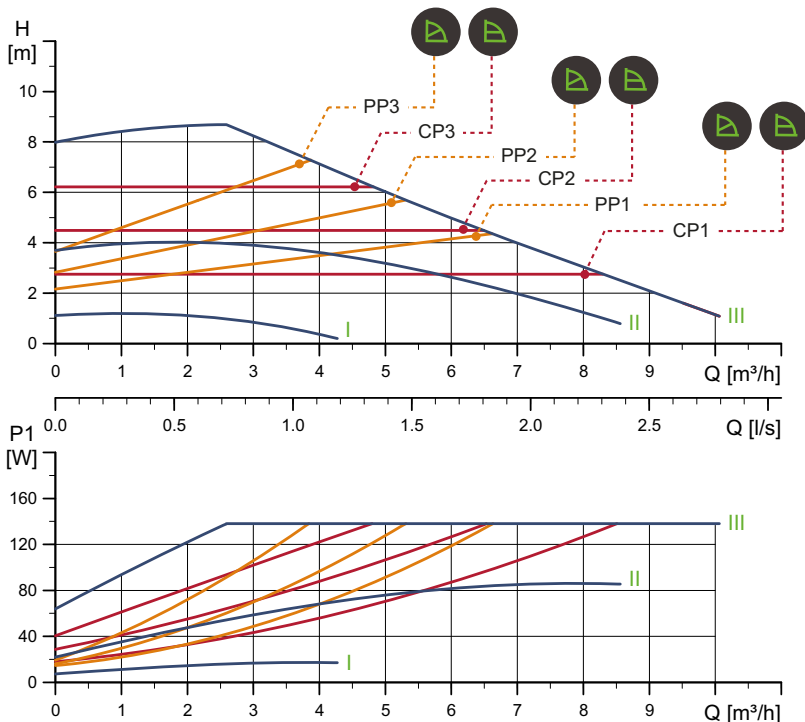 H
[m]
10
8
6
4
2
0
PP3
CP3
PP2
CP2
PP1
CP1
I
II
III
0 1 2 3 4 5 6 7 8 9 Q [m³/h]
0.0 0.5 1.0 1.5 2.0 2.5 Q [l/s]
P1
[W]
160
120
80
40
0
III
II
I
0 1 2 3 4 5 6 7 8 9 Q [m³/h]